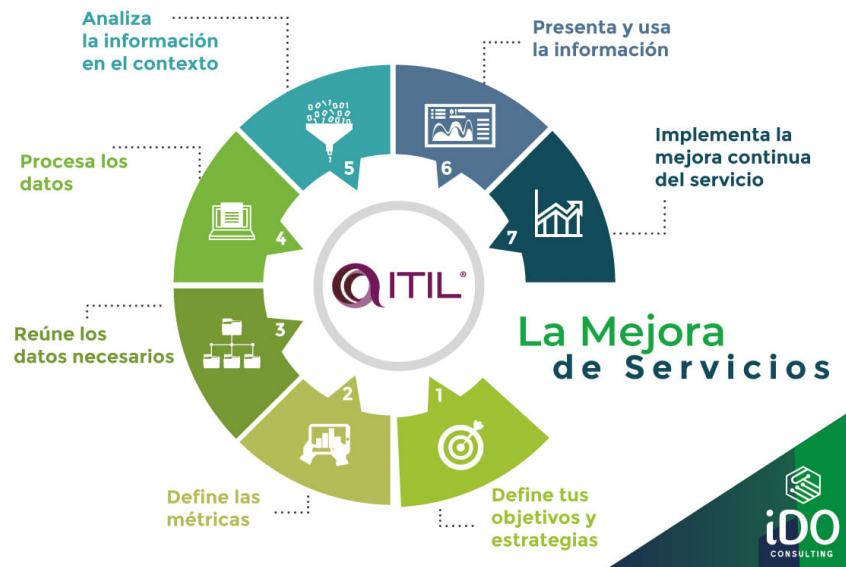 Analiza
la información
en el contexto
Presenta y usa
la información
Implementa la
mejora continua
del servicio
Procesa los
datos
Reúne los
datos necesarios
Define las
métricas
Define tus
objetivos y
estrategias
1
2
3
4
5
6
7
ITIL®
La Mejora
de Servicios
iDO
CONSULTING